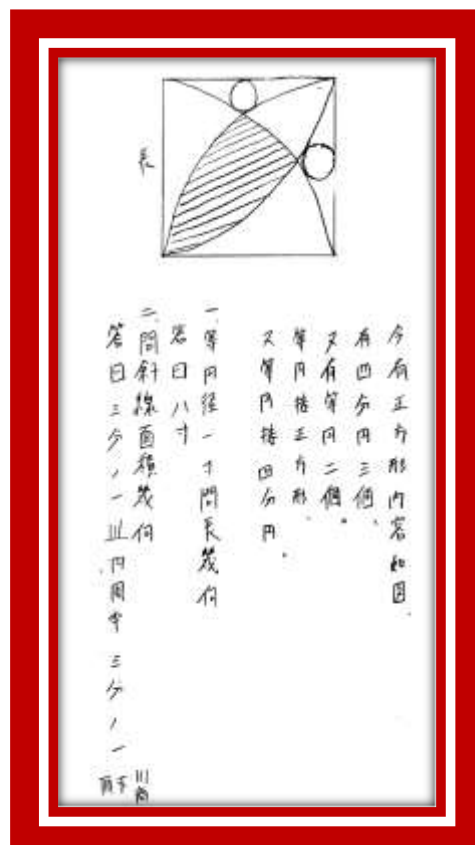 長
今有正方形内容如図.
有四分円三個、
又有等円二個。
等円接正方形.
又等円接四分円。
一、等円径一寸問長幾何
答曰八寸
二、問斜線面積幾何
答曰三分ノ一 円周率 三分ノ一